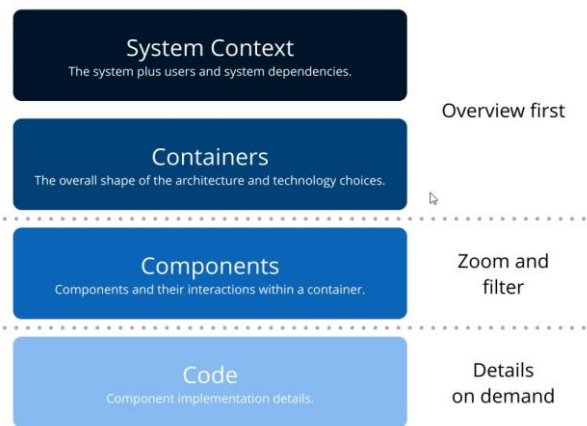 System Context
The system plus users and system dependencies.
Overview first
Containers
The overall shape of the architecture and technology choices.
Components
Components and their interactions within a container.
Zoom and
filter
Code
Component implementation details.
Details
on demand